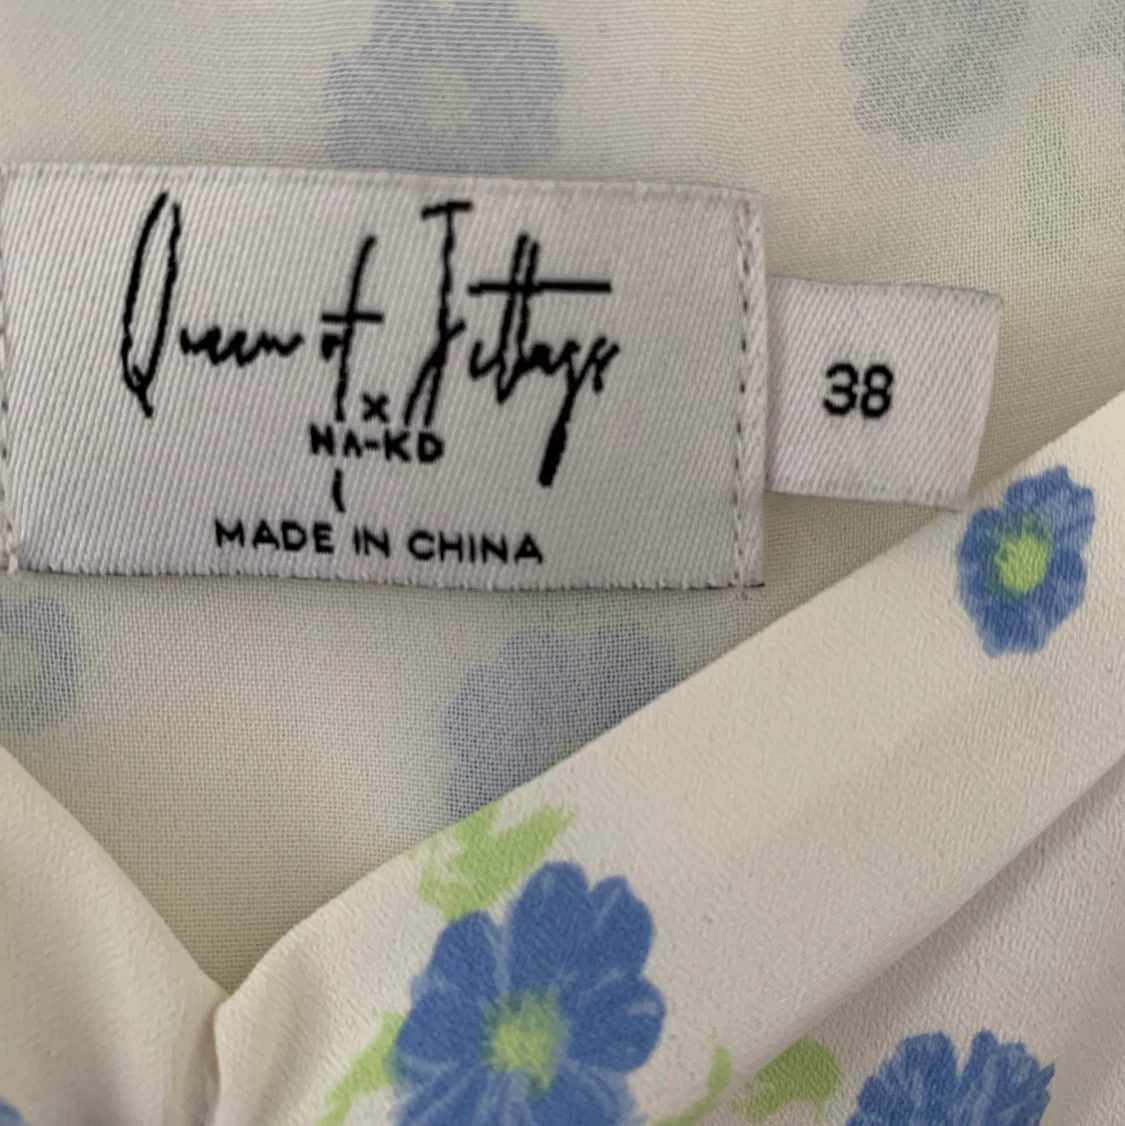 Queen of Jetlags
x
NA-KD
MADE IN CHINA
38